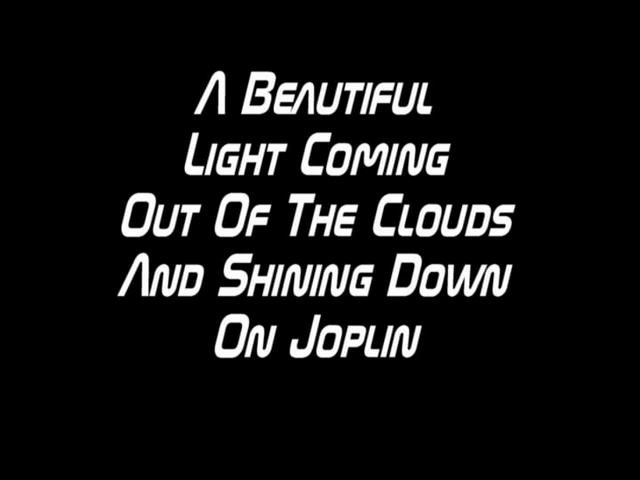 A Beautiful
Light Coming
Out Of The Clouds
And Shining Down
On Joplin